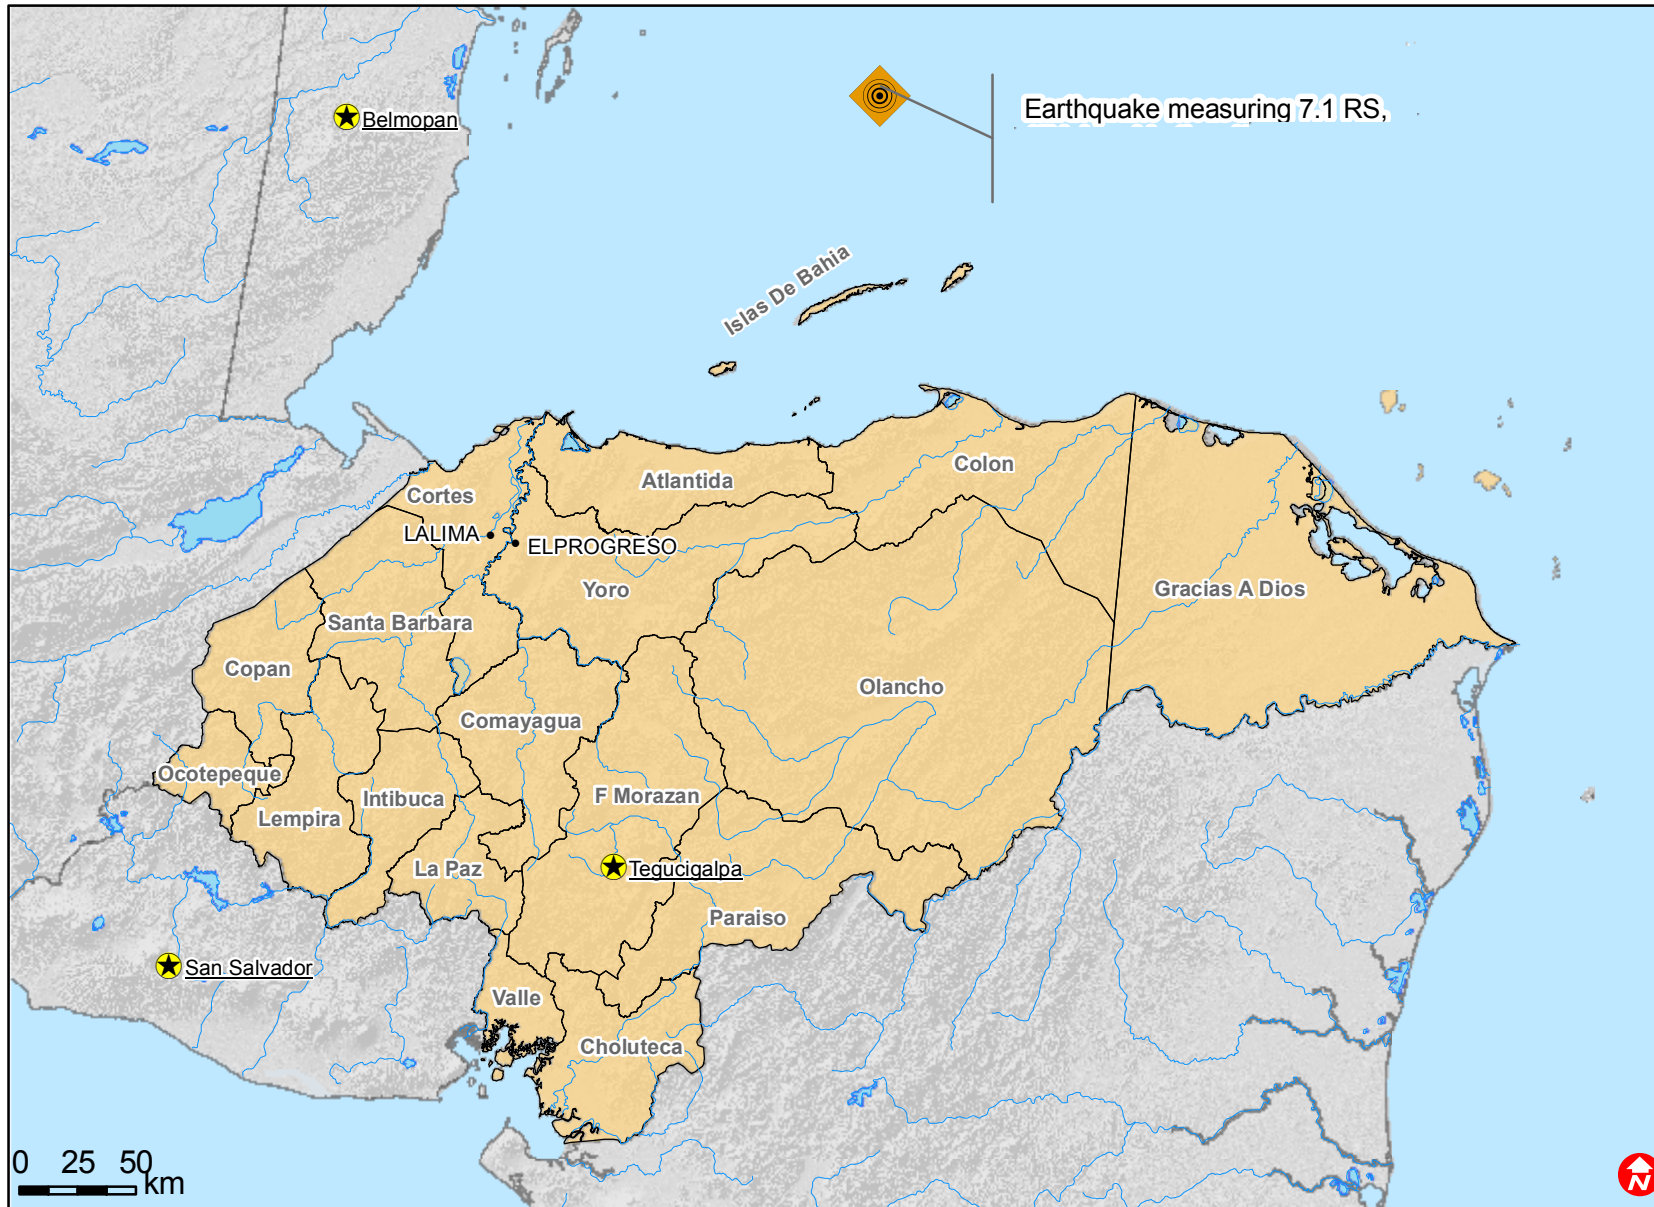 Belmopan
Earthquake measuring 7.1 RS,
Islas De Bahia
Atlantida
Colon
Cortes
LALIMA
ELPROGRESO
Yoro
Gracias A Dios
Santa Barbara
Copan
Olancho
Comayagua
Ocotepeque
Intibuca
F Morazan
Lempira
La Paz
Tegucigalpa
Paraiso
San Salvador
Valle
Choluteca
0 25 50
km
N